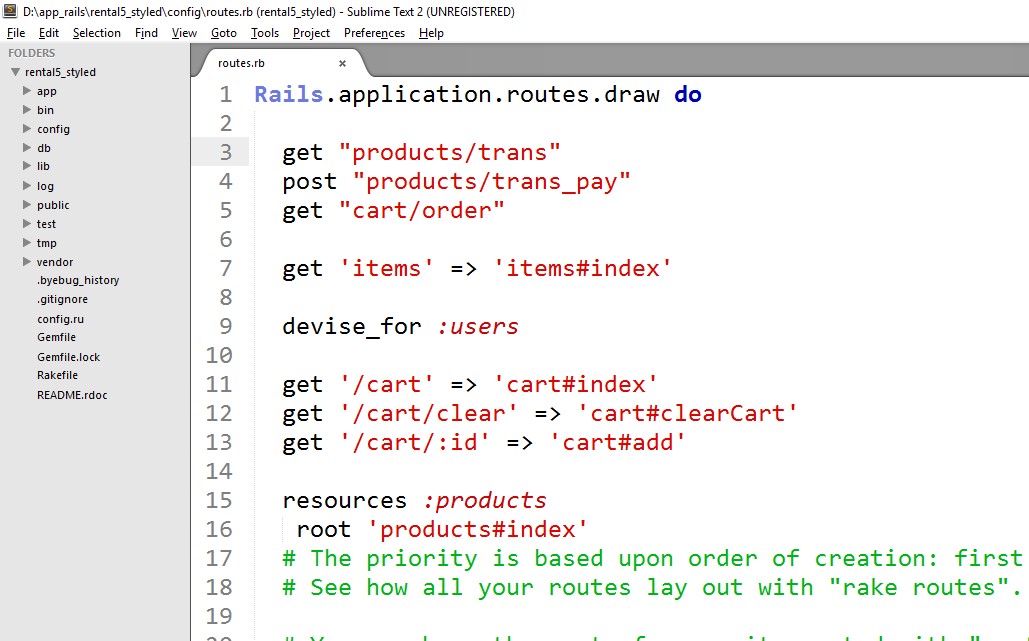 D:\app_rails\rental5_styled\config\routes.rb (rental5_styled) - Sublime Text 2 (UNREGISTERED)
File Edit Selection Find View Goto Tools Project Preferences Help
FOLDERS
rental5_styled
app
bin
config
db
lib
log
public
test
tmp
vendor
.byebug_history
.gitignore
config.ru
Gemfile
Gemfile.lock
Rakefile
README.rdoc
routes.rb ×
1 Rails.application.routes.draw do
2
3 get "products/trans"
4 post "products/trans_pay"
5 get "cart/order"
6
7 get 'items' => 'items#index'
8
9 devise_for :users
10
11 get '/cart' => 'cart#index'
12 get '/cart/clear' => 'cart#clearCart'
13 get '/cart/:id' => 'cart#add'
14
15 resources :products
16 root 'products#index'
17 # The priority is based upon order of creation: first
18 # See how all your routes lay out with "rake routes".
19